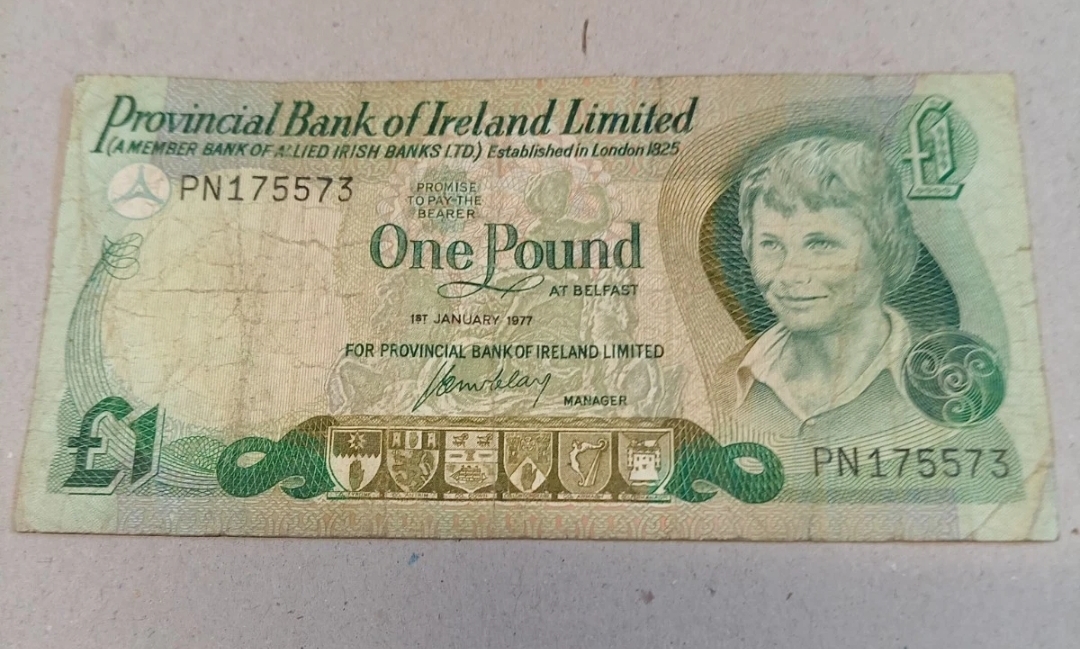 Provincial Bank of Ireland Limited
(A MEMBER BANK OF ALLIED IRISH BANKS LTD.) Established in London 1825
£1
PN175573
PROMISE
TO PAY THE
BEARER
One Pound
AT BELFAST
1ST JANUARY 1977
FOR PROVINCIAL BANK OF IRELAND LIMITED
MANAGER
£1
PN175573